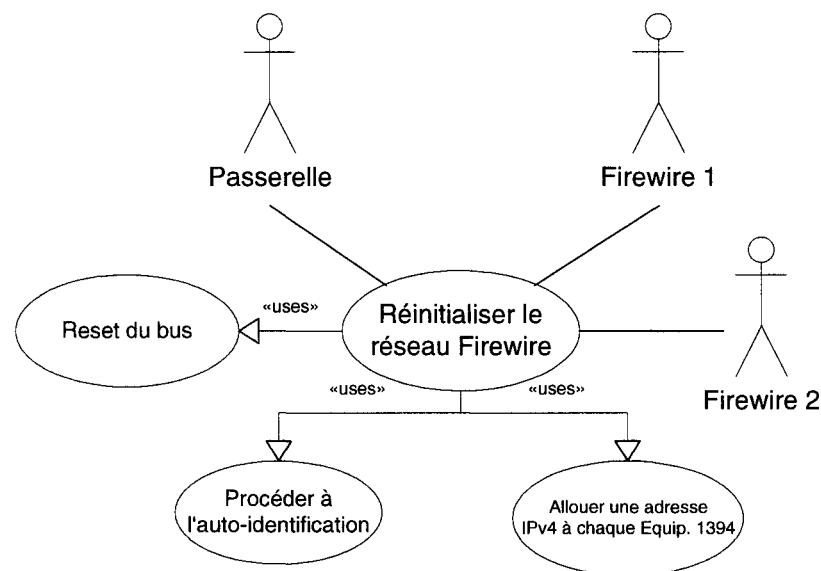 Passerelle
Firewire 1
Firewire 2
«uses»
Reset du bus
Réinitialiser le
réseau Firewire
«uses»
«uses»
Procéder à
l'auto-identification
Allouer une adresse
IPv4 à chaque Equip. 1394